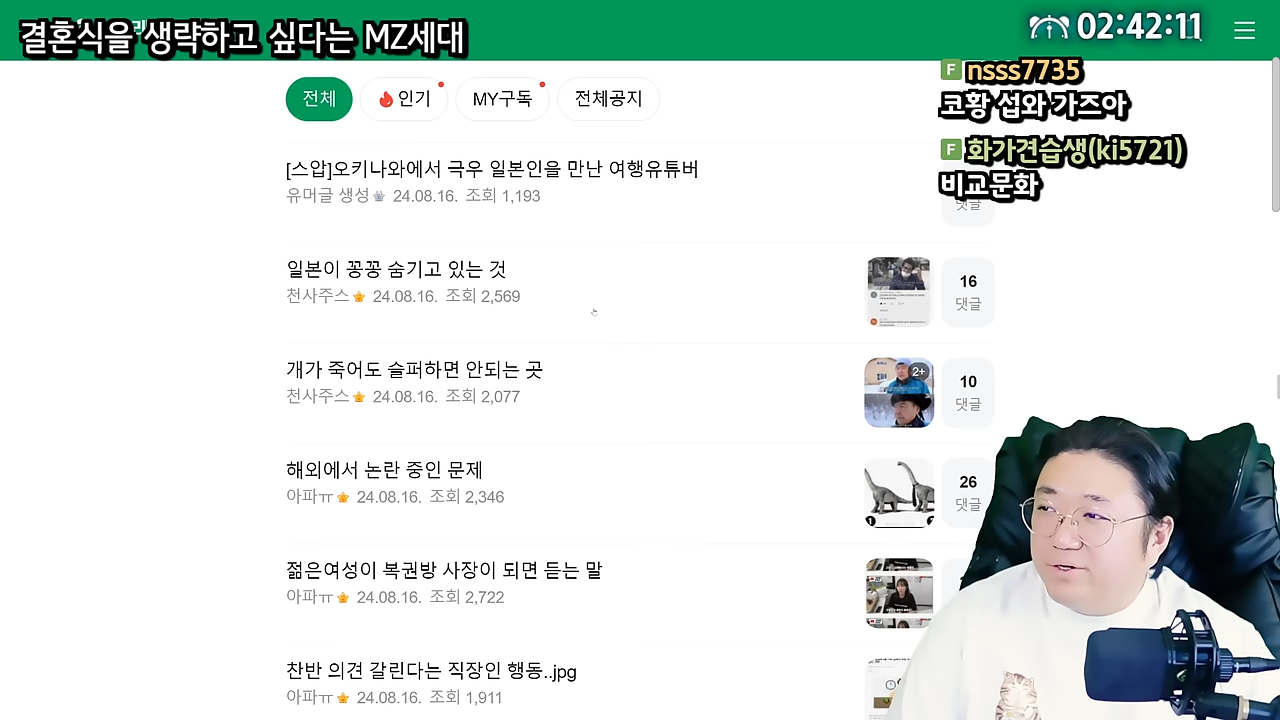 결혼식을 생략하고 싶다는 MZ세대
02:42:11
전체
인기
MY구독
전체공지
nsss7735
코황 섭와 가즈아
화가견습생(ki5721)
비교문화
[스압]오키나와에서 극우 일본인을 만난 여행유튜버
유머글 생성 24.08.16. 조회 1,193
댓글
일본이 꽁꽁 숨기고 있는 것
천사주스 24.08.16. 조회 2,569
16
댓글
개가 죽어도 슬퍼하면 안되는 곳
천사주스 24.08.16. 조회 2,077
2+
10
댓글
해외에서 논란 중인 문제
아파ㅠ 24.08.16. 조회 2,346
26
댓글
젊은여성이 복권방 사장이 되면 듣는 말
아파ㅠ 24.08.16. 조회 2,722
찬반 의견 갈린다는 직장인 행동..jpg
아파ㅠ 24.08.16. 조회